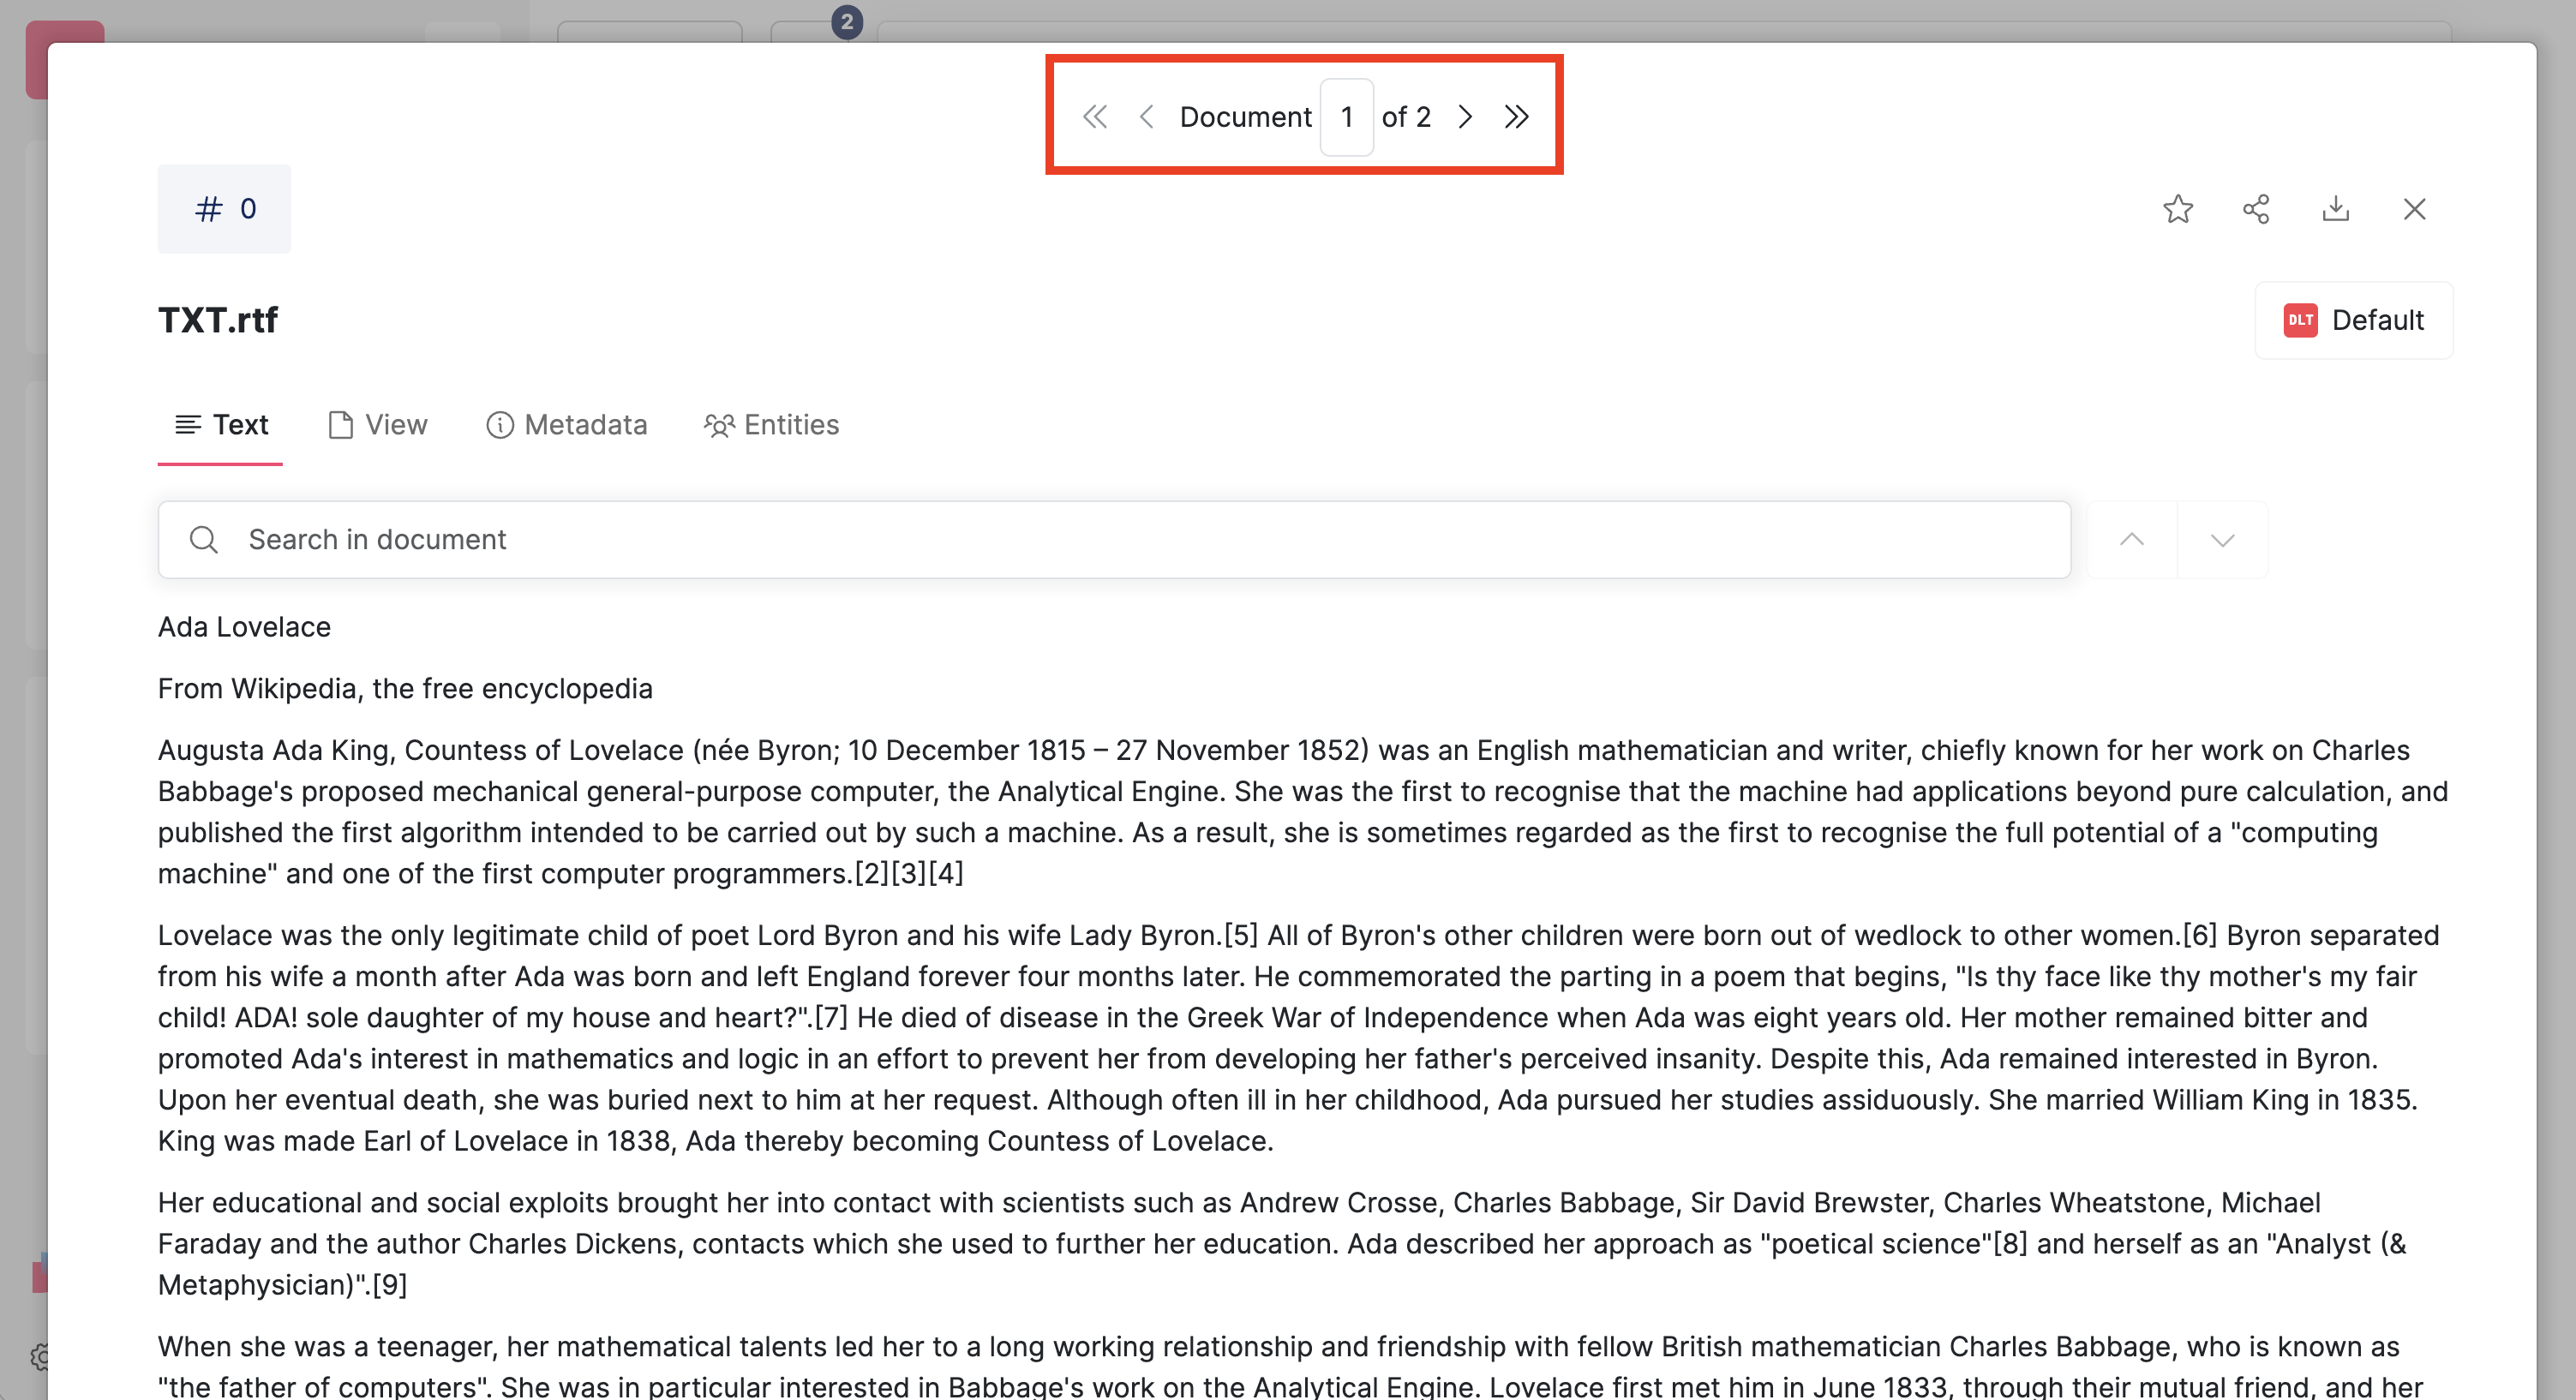 2
Document 1 of 2
# 0
TXT.rtf
DLT Default
Text View Metadata Entities
Search in document
Ada Lovelace
From Wikipedia, the free encyclopedia
Augusta Ada King, Countess of Lovelace (née Byron; 10 December 1815 – 27 November 1852) was an English mathematician and writer, chiefly known for her work on Charles
Babbage's proposed mechanical general-purpose computer, the Analytical Engine. She was the first to recognise that the machine had applications beyond pure calculation, and
published the first algorithm intended to be carried out by such a machine. As a result, she is sometimes regarded as the first to recognise the full potential of a "computing
machine" and one of the first computer programmers.[2][3][4]
Lovelace was the only legitimate child of poet Lord Byron and his wife Lady Byron.[5] All of Byron's other children were born out of wedlock to other women.[6] Byron separated
from his wife a month after Ada was born and left England forever four months later. He commemorated the parting in a poem that begins, "Is thy face like thy mother's my fair
child! ADA! sole daughter of my house and heart?".[7] He died of disease in the Greek War of Independence when Ada was eight years old. Her mother remained bitter and
promoted Ada's interest in mathematics and logic in an effort to prevent her from developing her father's perceived insanity. Despite this, Ada remained interested in Byron.
Upon her eventual death, she was buried next to him at her request. Although often ill in her childhood, Ada pursued her studies assiduously. She married William King in 1835.
King was made Earl of Lovelace in 1838, Ada thereby becoming Countess of Lovelace.
Her educational and social exploits brought her into contact with scientists such as Andrew Crosse, Charles Babbage, Sir David Brewster, Charles Wheatstone, Michael
Faraday and the author Charles Dickens, contacts which she used to further her education. Ada described her approach as "poetical science"[8] and herself as an "Analyst (&
Metaphysician)".[9]
When she was a teenager, her mathematical talents led her to a long working relationship and friendship with fellow British mathematician Charles Babbage, who is known as
"the father of computers". She was in particular interested in Babbage's work on the Analytical Engine. Lovelace first met him in June 1833, through their mutual friend, and her